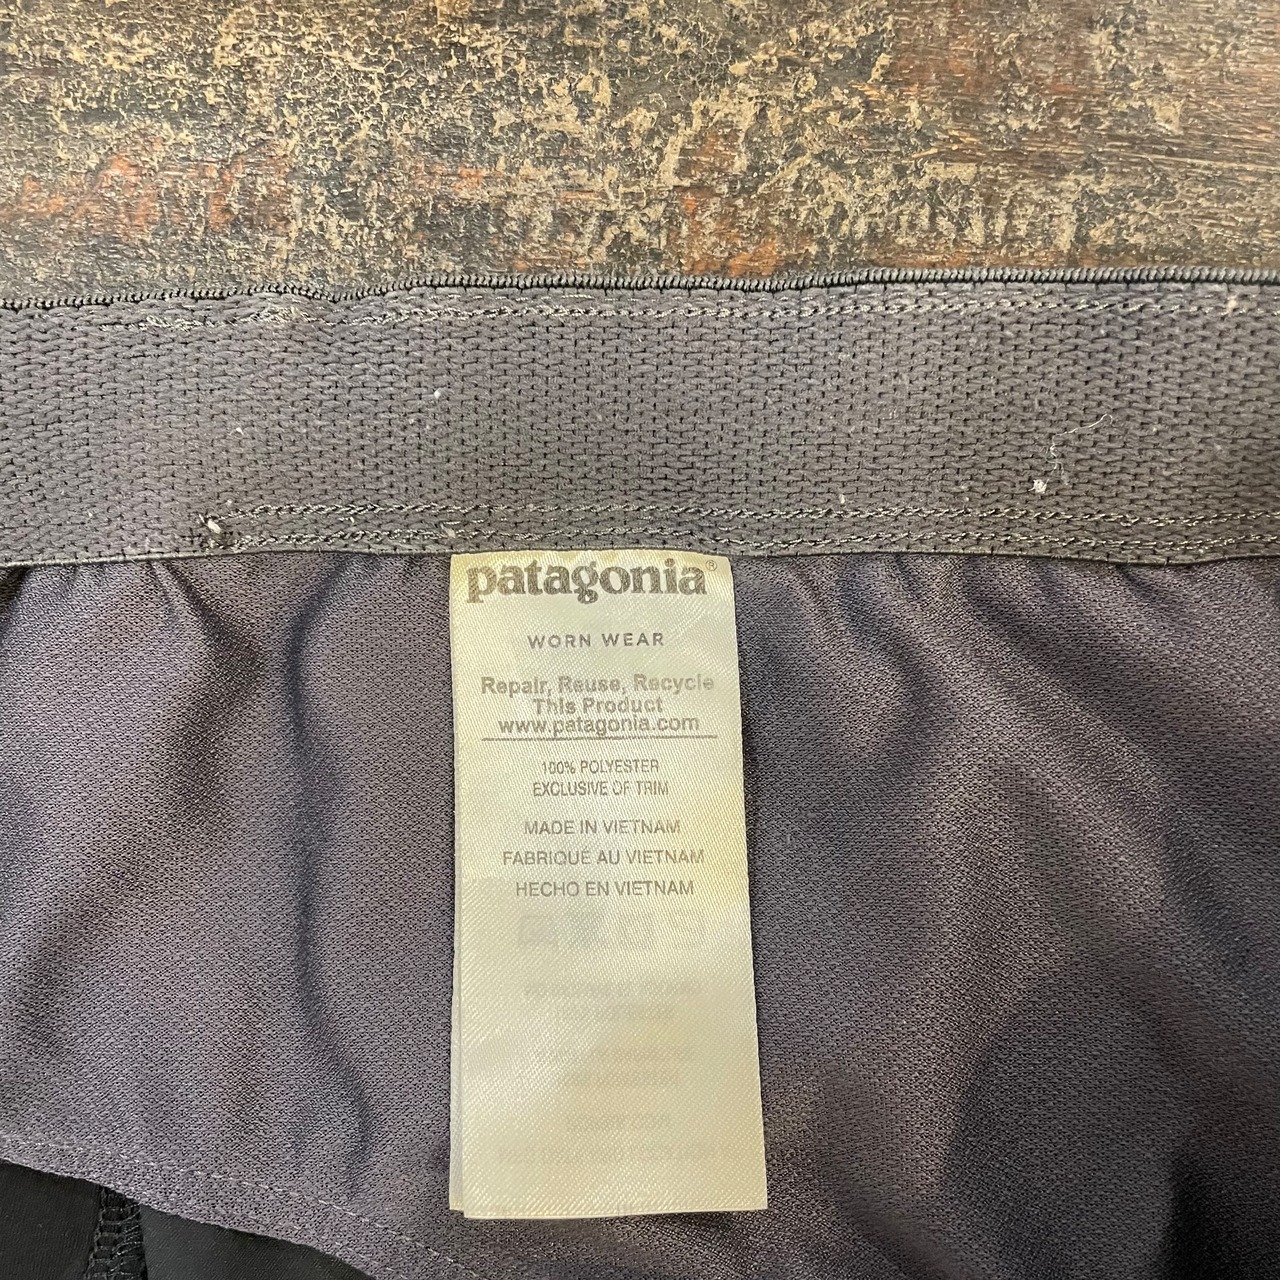 patagonia®
WORN WEAR
Repair, Reuse, Recycle
This Product
www.patagonia.com
100% POLYESTER
EXCLUSIVE OF TRIM
MADE IN VIETNAM
FABRIQUÉ AU VIETNAM
HECHO EN VIETNAM